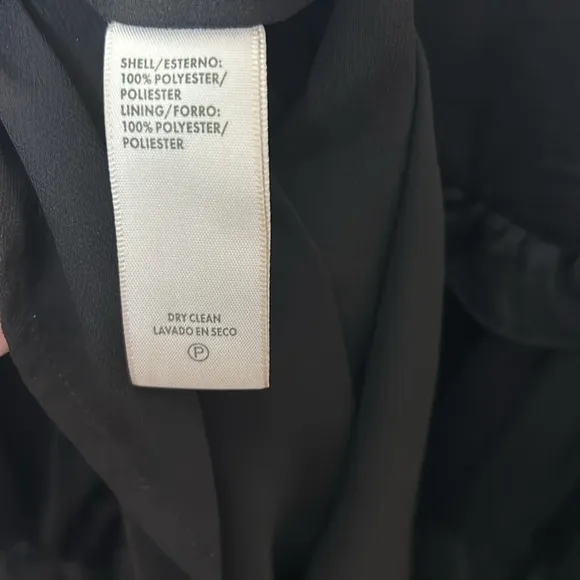 SHELL/ESTERNO:
100% POLYESTER/
POLIESTER
LINING/FORRO:
100% POLYESTER/
POLIESTER
DRY CLEAN
LAVADO EN SECO
P